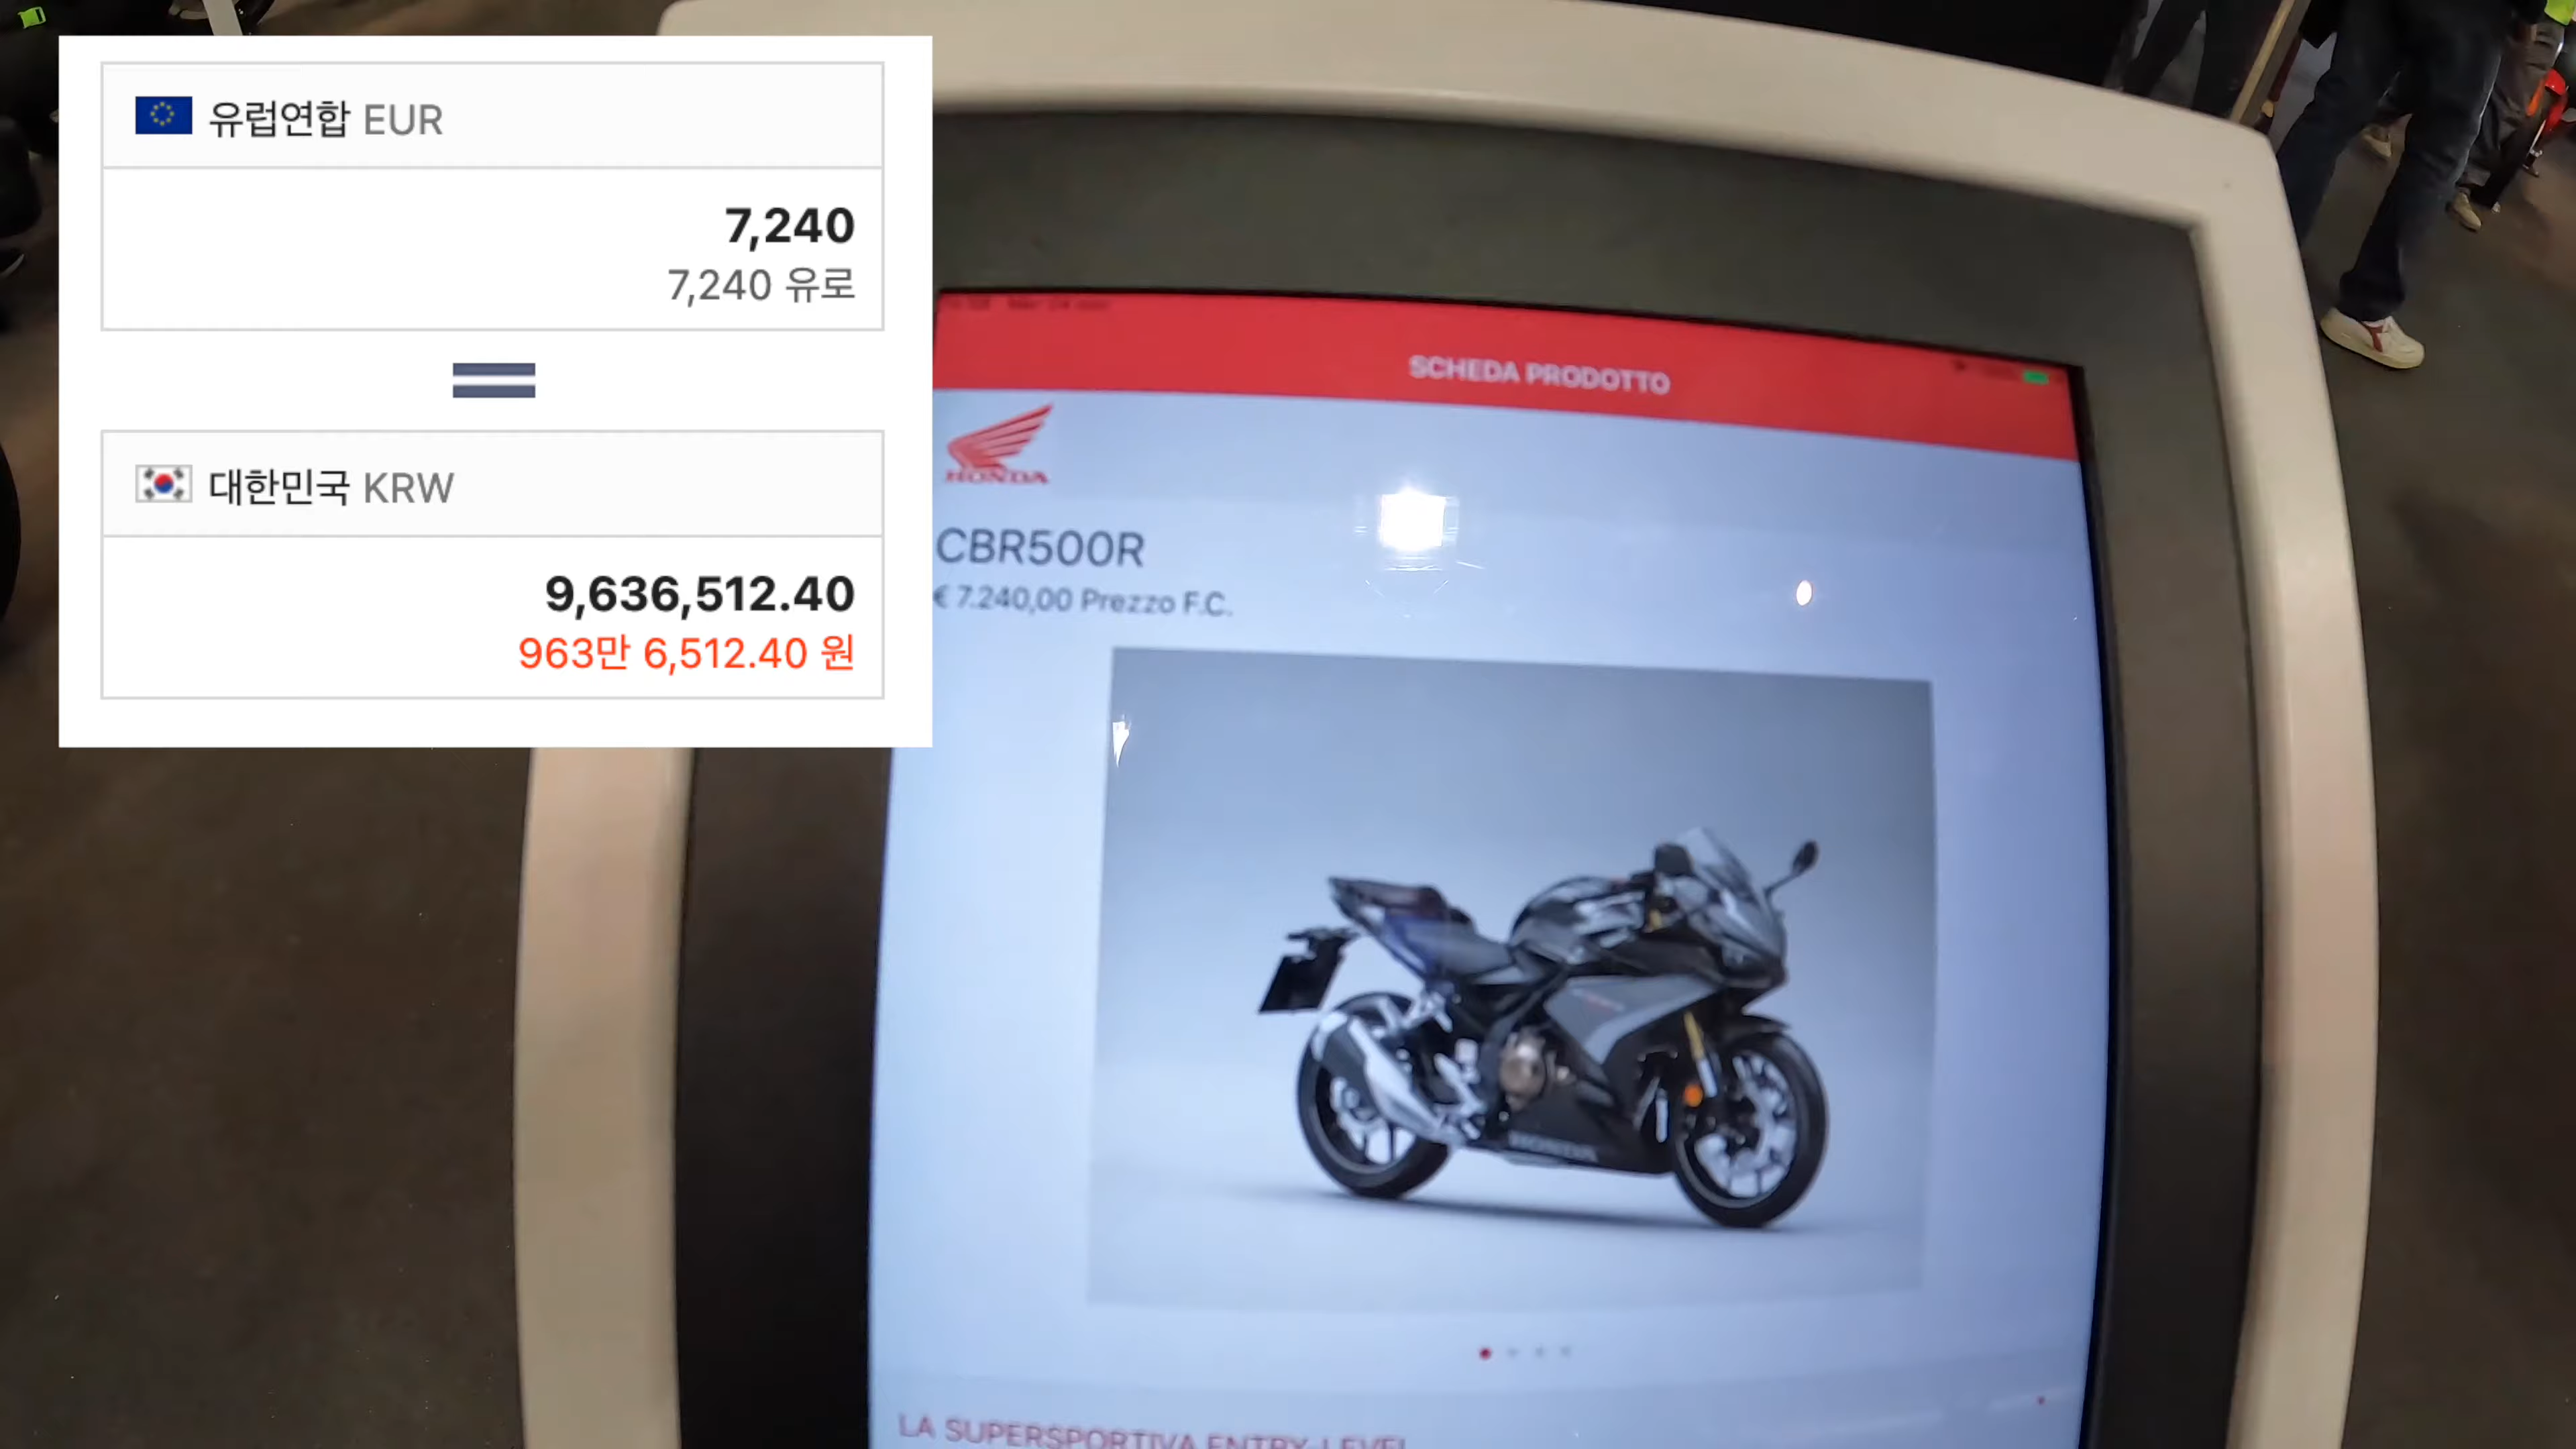 유럽연합 EUR
7,240
7,240 유로
대한민국 KRW
9,636,512.40
963만 6,512.40 원
SCHEDA PRODOTTO
HONDA
CBR500R
€ 7.240,00 Prezzo F.C.
HONDA
LA SUPERSPORTIVA ENTRY-LEVEL